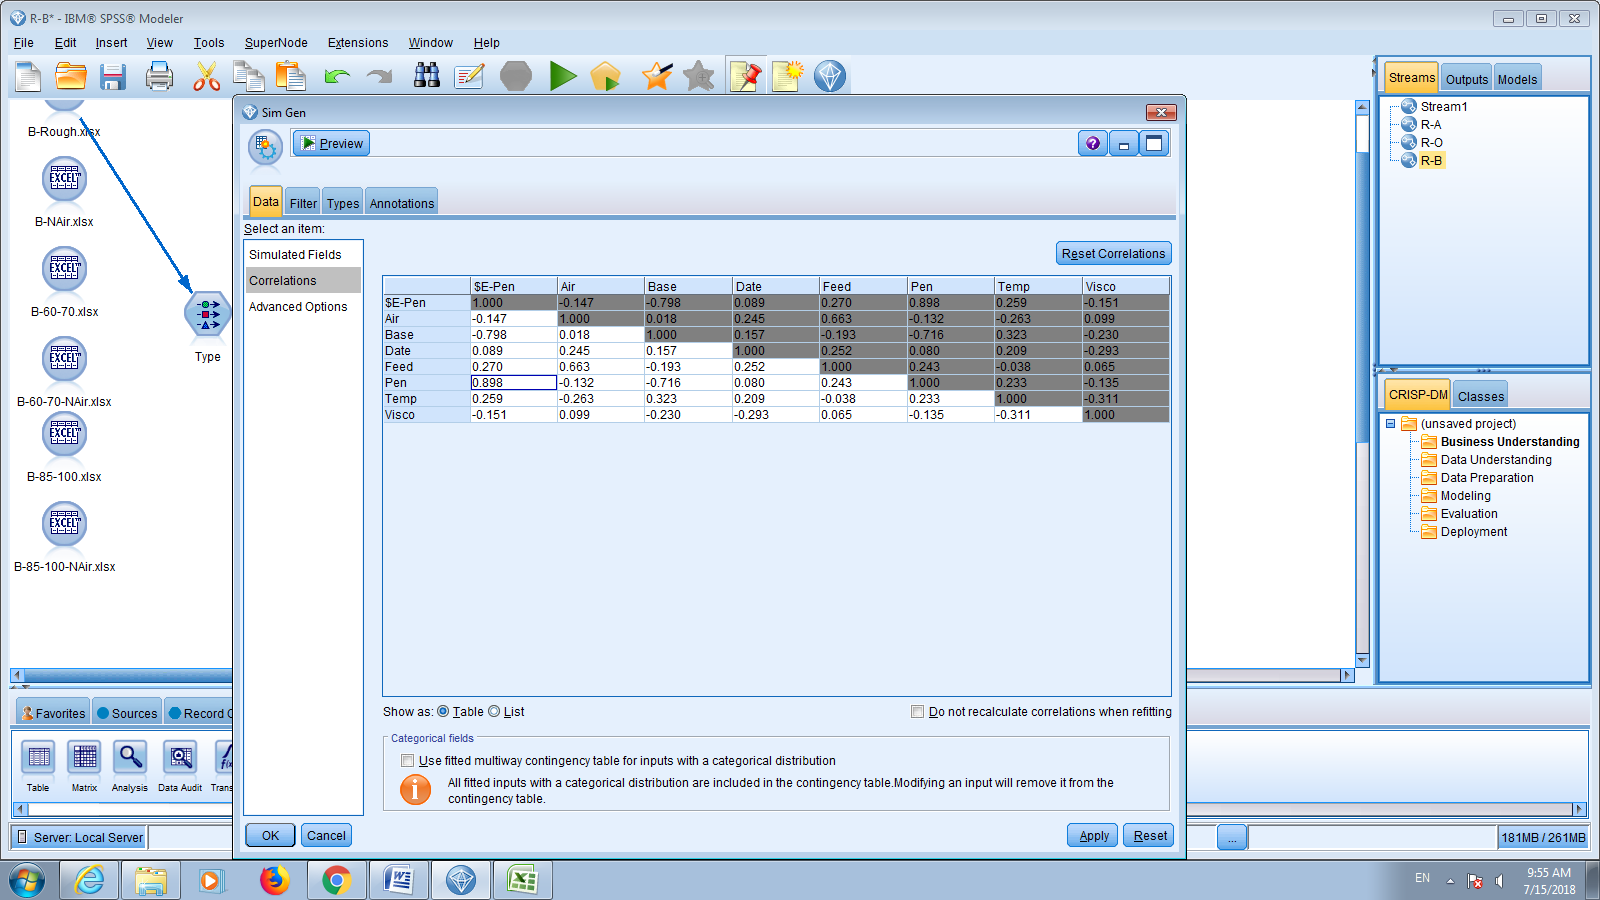 R-B* - IBM® SPSS® Modeler
File Edit Insert View Tools SuperNode Extensions Window Help
B-Rough.xlsx
EXCEL
B-NAir.xlsx
EXCEL
B-60-70.xlsx
EXCEL
B-60-70-NAir.xlsx
EXCEL
B-85-100.xlsx
EXCEL
B-85-100-NAir.xlsx
Type
Sim Gen
Preview
Data Filter Types Annotations
Select an item:
Simulated Fields
Correlations
Advanced Options
Reset Correlations
$E-Pen Air Base Date Feed Pen Temp Visco
$E-Pen 1.000 -0.147 -0.798 0.089 0.270 0.898 0.259 -0.151
Air -0.147 1.000 0.018 0.245 0.663 -0.132 -0.263 0.099
Base -0.798 0.018 1.000 0.157 -0.193 -0.716 0.323 -0.230
Date 0.089 0.245 0.157 1.000 0.252 0.080 0.209 -0.293
Feed 0.270 0.663 -0.193 0.252 1.000 0.243 -0.038 0.065
Pen 0.898 -0.132 -0.716 0.080 0.243 1.000 0.233 -0.135
Temp 0.259 -0.263 0.323 0.209 -0.038 0.233 1.000 -0.311
Visco -0.151 0.099 -0.230 -0.293 0.065 -0.135 -0.311 1.000
Show as: Table List
Do not recalculate correlations when refitting
Categorical fields
Use fitted multiway contingency table for inputs with a categorical distribution
All fitted inputs with a categorical distribution are included in the contingency table.Modifying an input will remove it from the
contingency table.
OK Cancel Apply Reset
Streams Outputs Models
Stream1
R-A
R-O
R-B
CRISP-DM Classes
(unsaved project)
Business Understanding
Data Understanding
Data Preparation
Modeling
Evaluation
Deployment
Favorites Sources Record
Table Matrix Analysis Data Audit
Server: Local Server
...
181MB / 261MB
EN
9:55 AM
7/15/2018